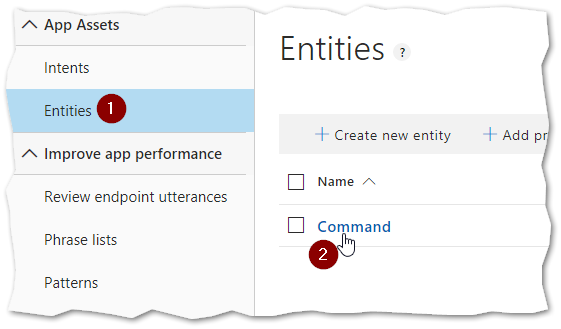 App Assets
Intents
Entities 1
Improve app performance
Review endpoint utterances
Phrase lists
Patterns
Entities ?
+ Create new entity + Add pr
Name
Command
2